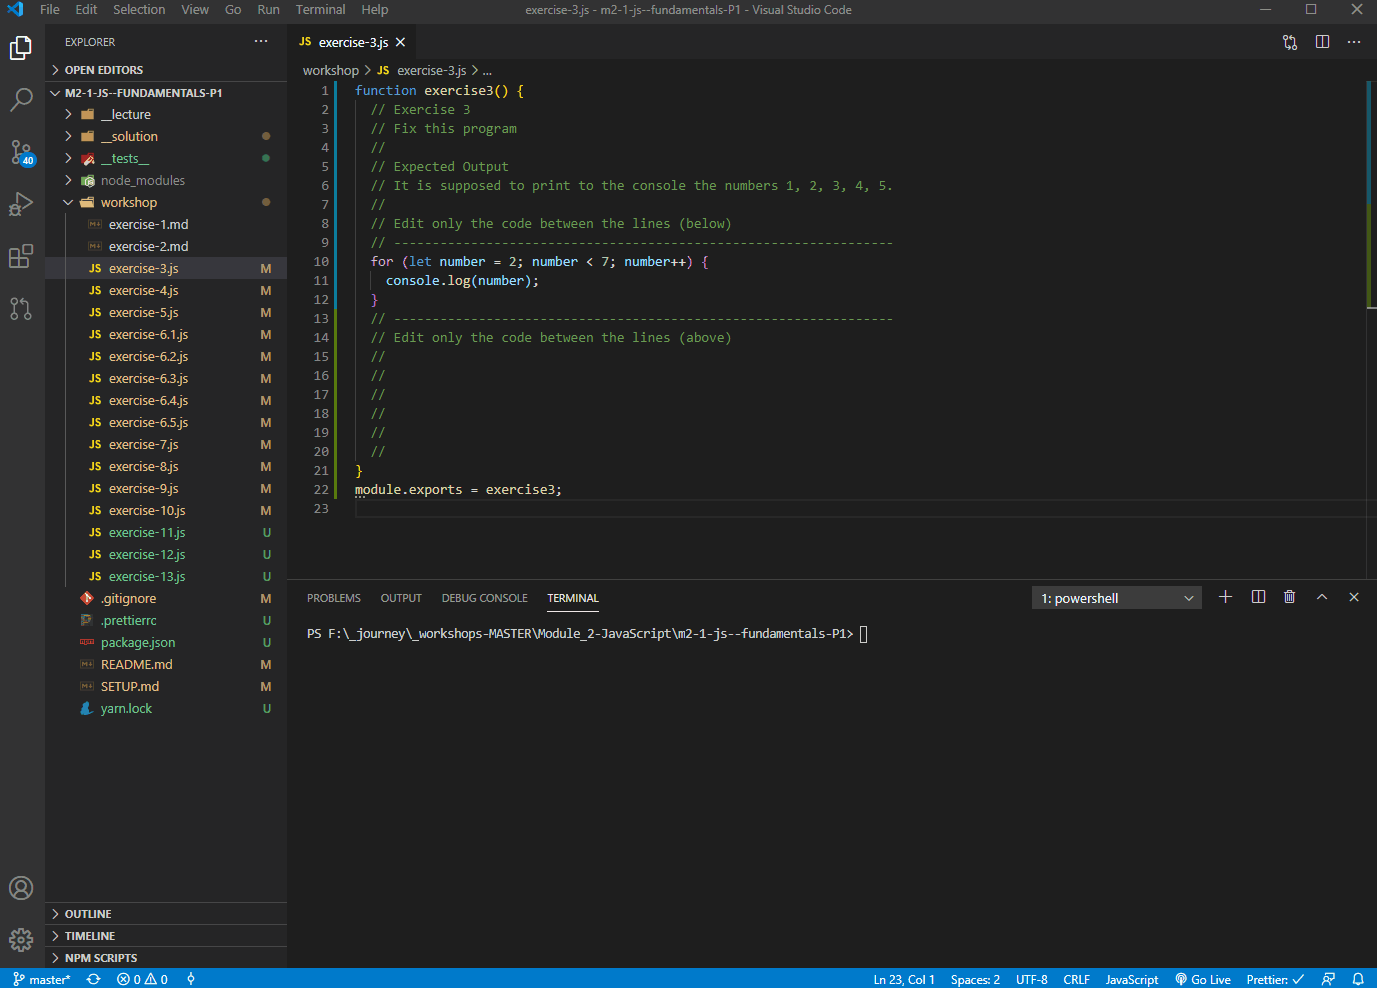 File Edit Selection View Go Run Terminal Help exercise-3.js - m2-1-js--fundamentals-P1 - Visual Studio Code
EXPLORER
OPEN EDITORS
M2-1-JS--FUNDAMENTALS-P1
__lecture
__solution
__tests__
node_modules
workshop
exercise-1.md
exercise-2.md
JS exercise-3.js M
JS exercise-4.js M
JS exercise-5.js M
JS exercise-6.1.js M
JS exercise-6.2.js M
JS exercise-6.3.js M
JS exercise-6.4.js M
JS exercise-6.5.js M
JS exercise-7.js M
JS exercise-8.js M
JS exercise-9.js M
JS exercise-10.js M
JS exercise-11.js U
JS exercise-12.js U
JS exercise-13.js U
.gitignore M
.prettierrc U
package.json U
README.md M
SETUP.md M
yarn.lock U
OUTLINE
TIMELINE
NPM SCRIPTS
40
JS exercise-3.js
workshop > JS exercise-3.js > ...
1 function exercise3() {
2 // Exercise 3
3 // Fix this program
4 //
5 // Expected Output
6 // It is supposed to print to the console the numbers 1, 2, 3, 4, 5.
7 //
8 // Edit only the code between the lines (below)
9 // -----------------------------------------------------------------
10 for (let number = 2; number < 7; number++) {
11 console.log(number);
12 }
13 // -----------------------------------------------------------------
14 // Edit only the code between the lines (above)
15 //
16 //
17 //
18 //
19 //
20 //
21 }
22 module.exports = exercise3;
23
PROBLEMS OUTPUT DEBUG CONSOLE TERMINAL 1: powershell
PS F:\_journey\_workshops-MASTER\Module_2-JavaScript\m2-1-js--fundamentals-P1>
master* 0 0 Ln 23, Col 1 Spaces: 2 UTF-8 CRLF JavaScript Go Live Prettier: ✓